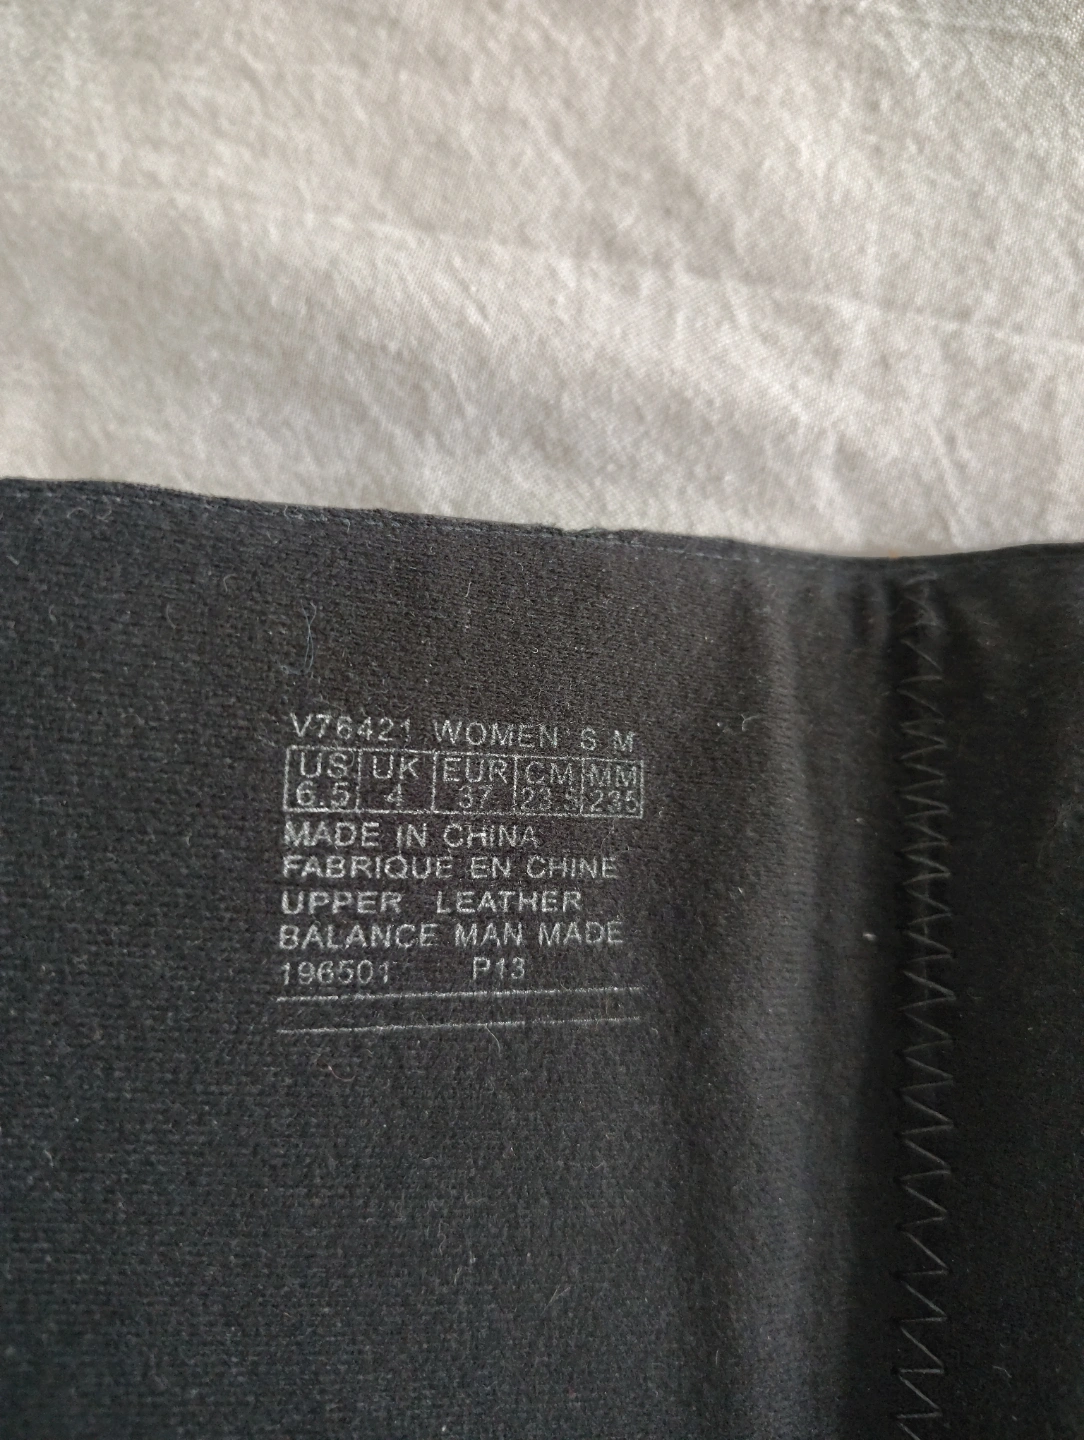 V76421 WOMEN S M
US UK EUR CM MM
6.5 4 37 23.5 235
MADE IN CHINA
FABRIQUE EN CHINE
UPPER LEATHER
BALANCE MAN MADE
196501 P13